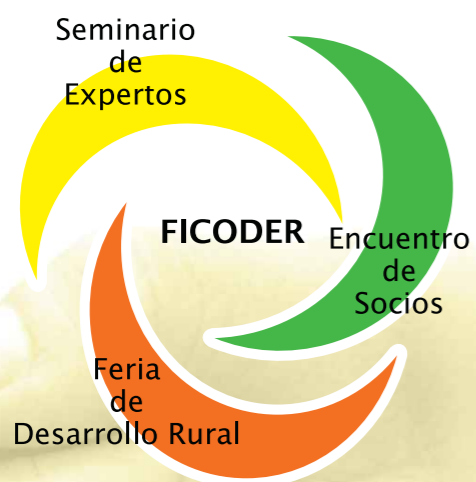 Seminario
de
Expertos
FICODER
Encuentro
de
Socios
Feria
de
Desarrollo Rural